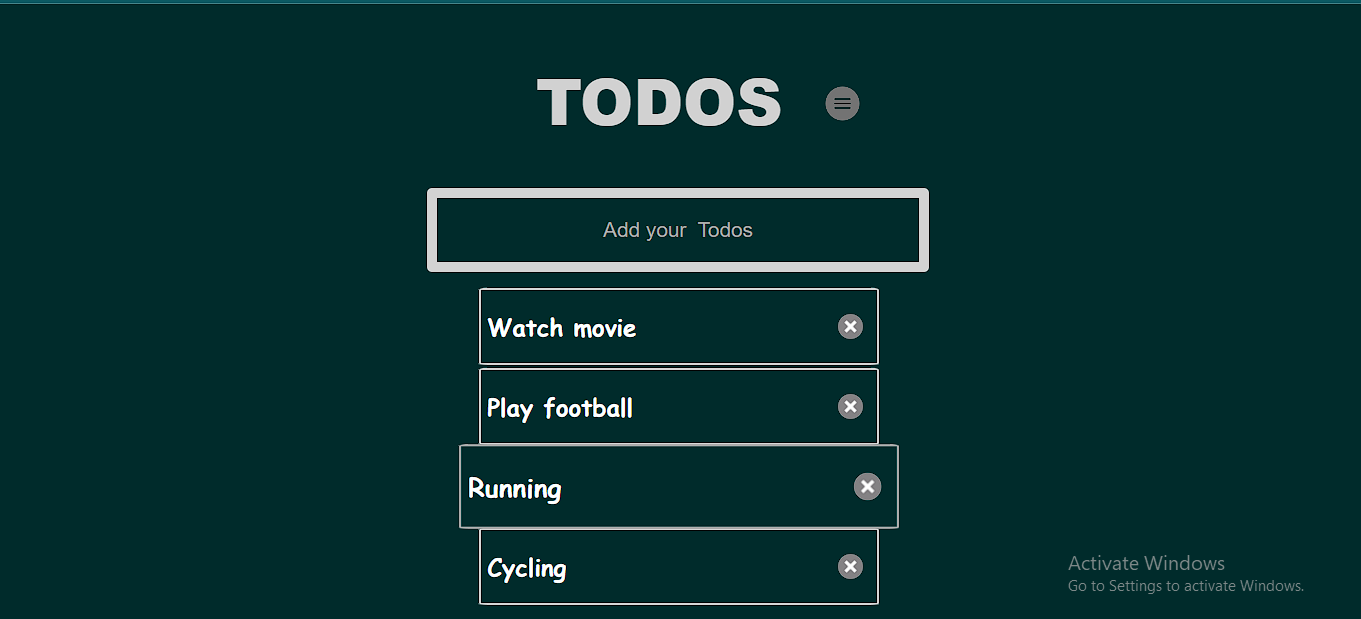 TODOS
Add your  Todos
Watch movie
Play football
Running
Cycling
Activate Windows
Go to Settings to activate Windows.